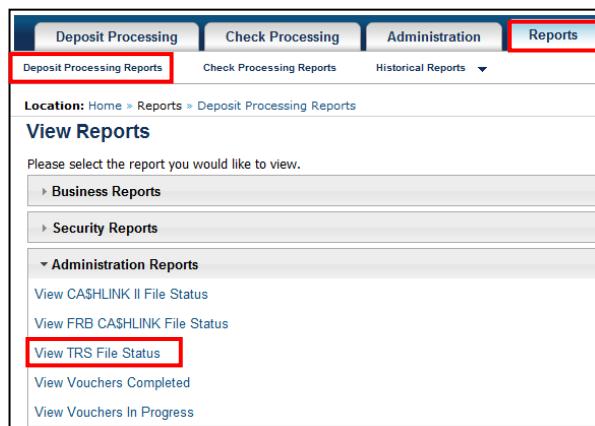 Deposit Processing Check Processing Administration Reports
Deposit Processing Reports Check Processing Reports Historical Reports
Location: Home » Reports » Deposit Processing Reports
View Reports
Please select the report you would like to view.
Business Reports
Security Reports
Administration Reports
View CA$HLINK II File Status
View FRB CA$HLINK File Status
View TRS File Status
View Vouchers Completed
View Vouchers In Progress